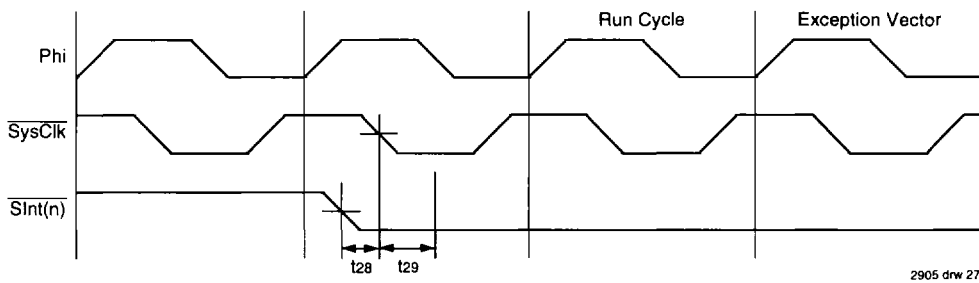 Run Cycle
Exception Vector
Phi
SysClk
SInt(n)
t28
t29
2905 drw 27